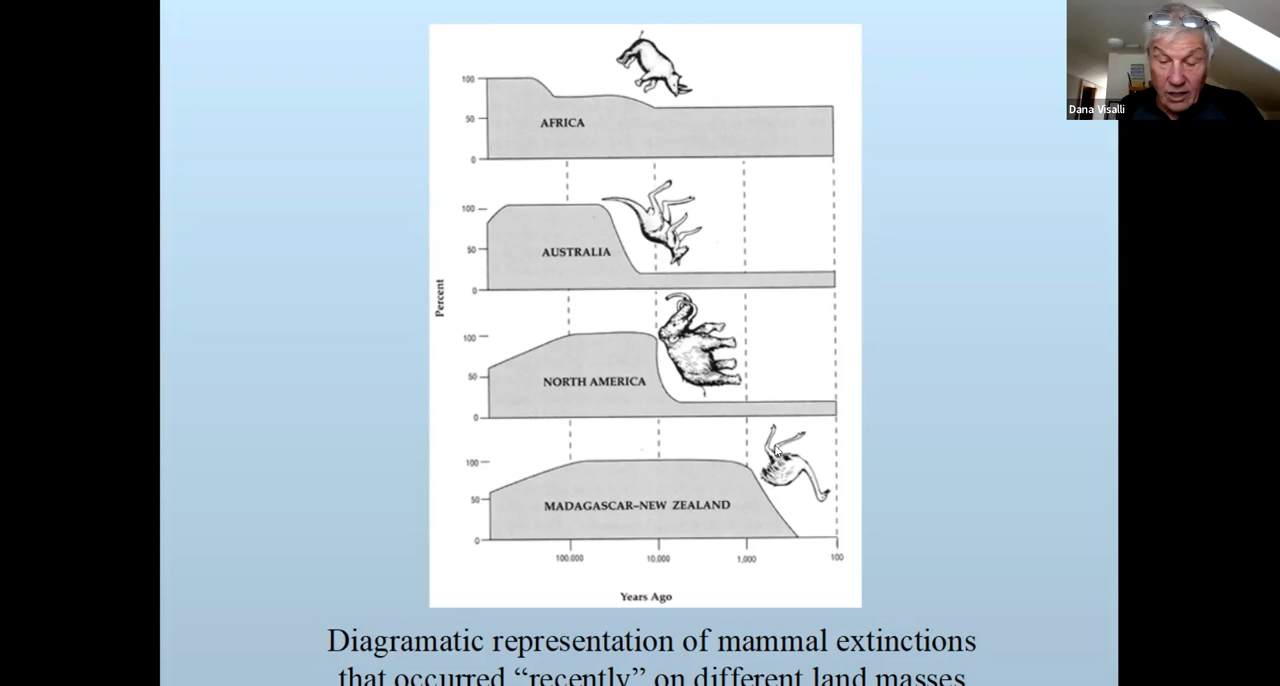 Dana Visalli
100
50
0
AFRICA
100
50
0
AUSTRALIA
Percent
100
50
0
NORTH AMERICA
100
50
0
MADAGASCAR–NEW ZEALAND
100,000 10,000 1,000 100
Years Ago
Diagramatic representation of mammal extinctions
that occurred “recently” on different land masses